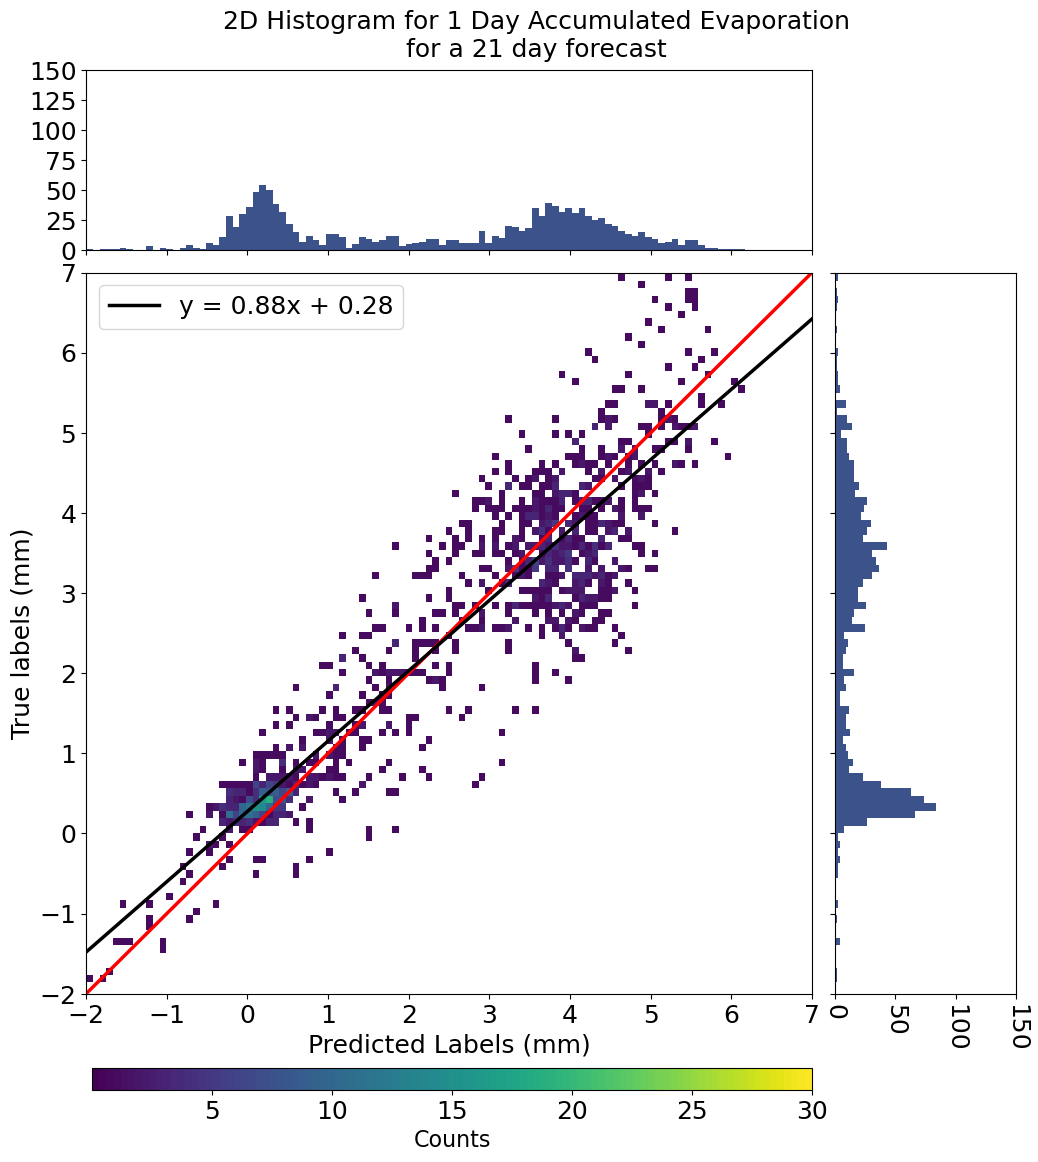 2D Histogram for 1 Day Accumulated Evaporation
for a 21 day forecast
150
125
100
75
50
25
0
7
6
5
4
3
2
1
0
−1
−2
True labels (mm)
y = 0.88x + 0.28
−2 −1 0 1 2 3 4 5 6 7
Predicted Labels (mm)
0 50 100 150
5 10 15 20 25 30
Counts